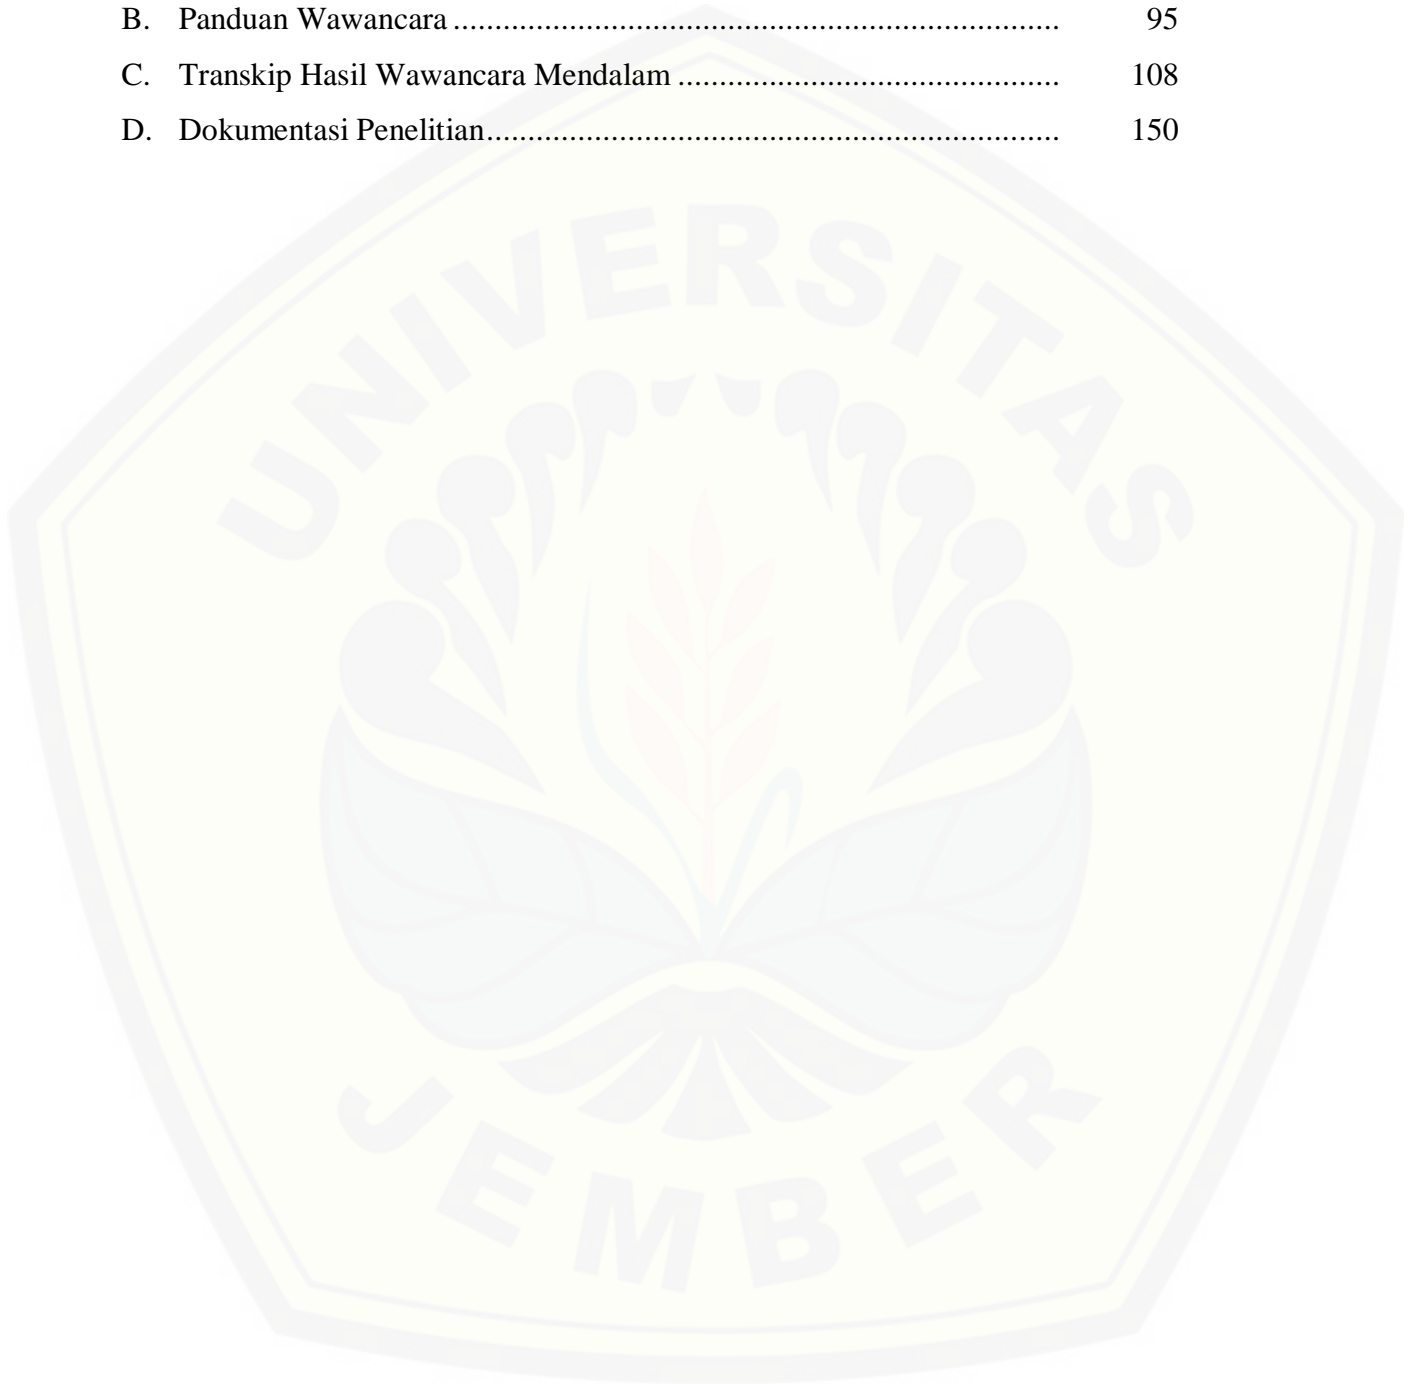 B. Panduan Wawancara ........................................................................ 95
C. Transkip Hasil Wawancara Mendalam ............................................. 108
D. Dokumentasi Penelitian.................................................................... 150
UNIVERSITAS
JEMBER